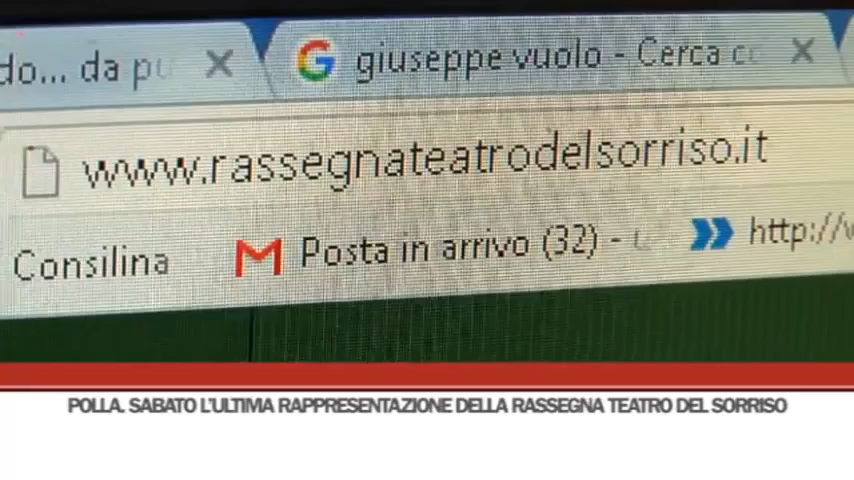 do... da pu
giuseppe vuolo - Cerca c
www.rassegnateatrodelsorriso.it
Consilina
Posta in arrivo (32) -
http://w
POLLA. SABATO L'ULTIMA RAPPRESENTAZIONE DELLA RASSEGNA TEATRO DEL SORRISO